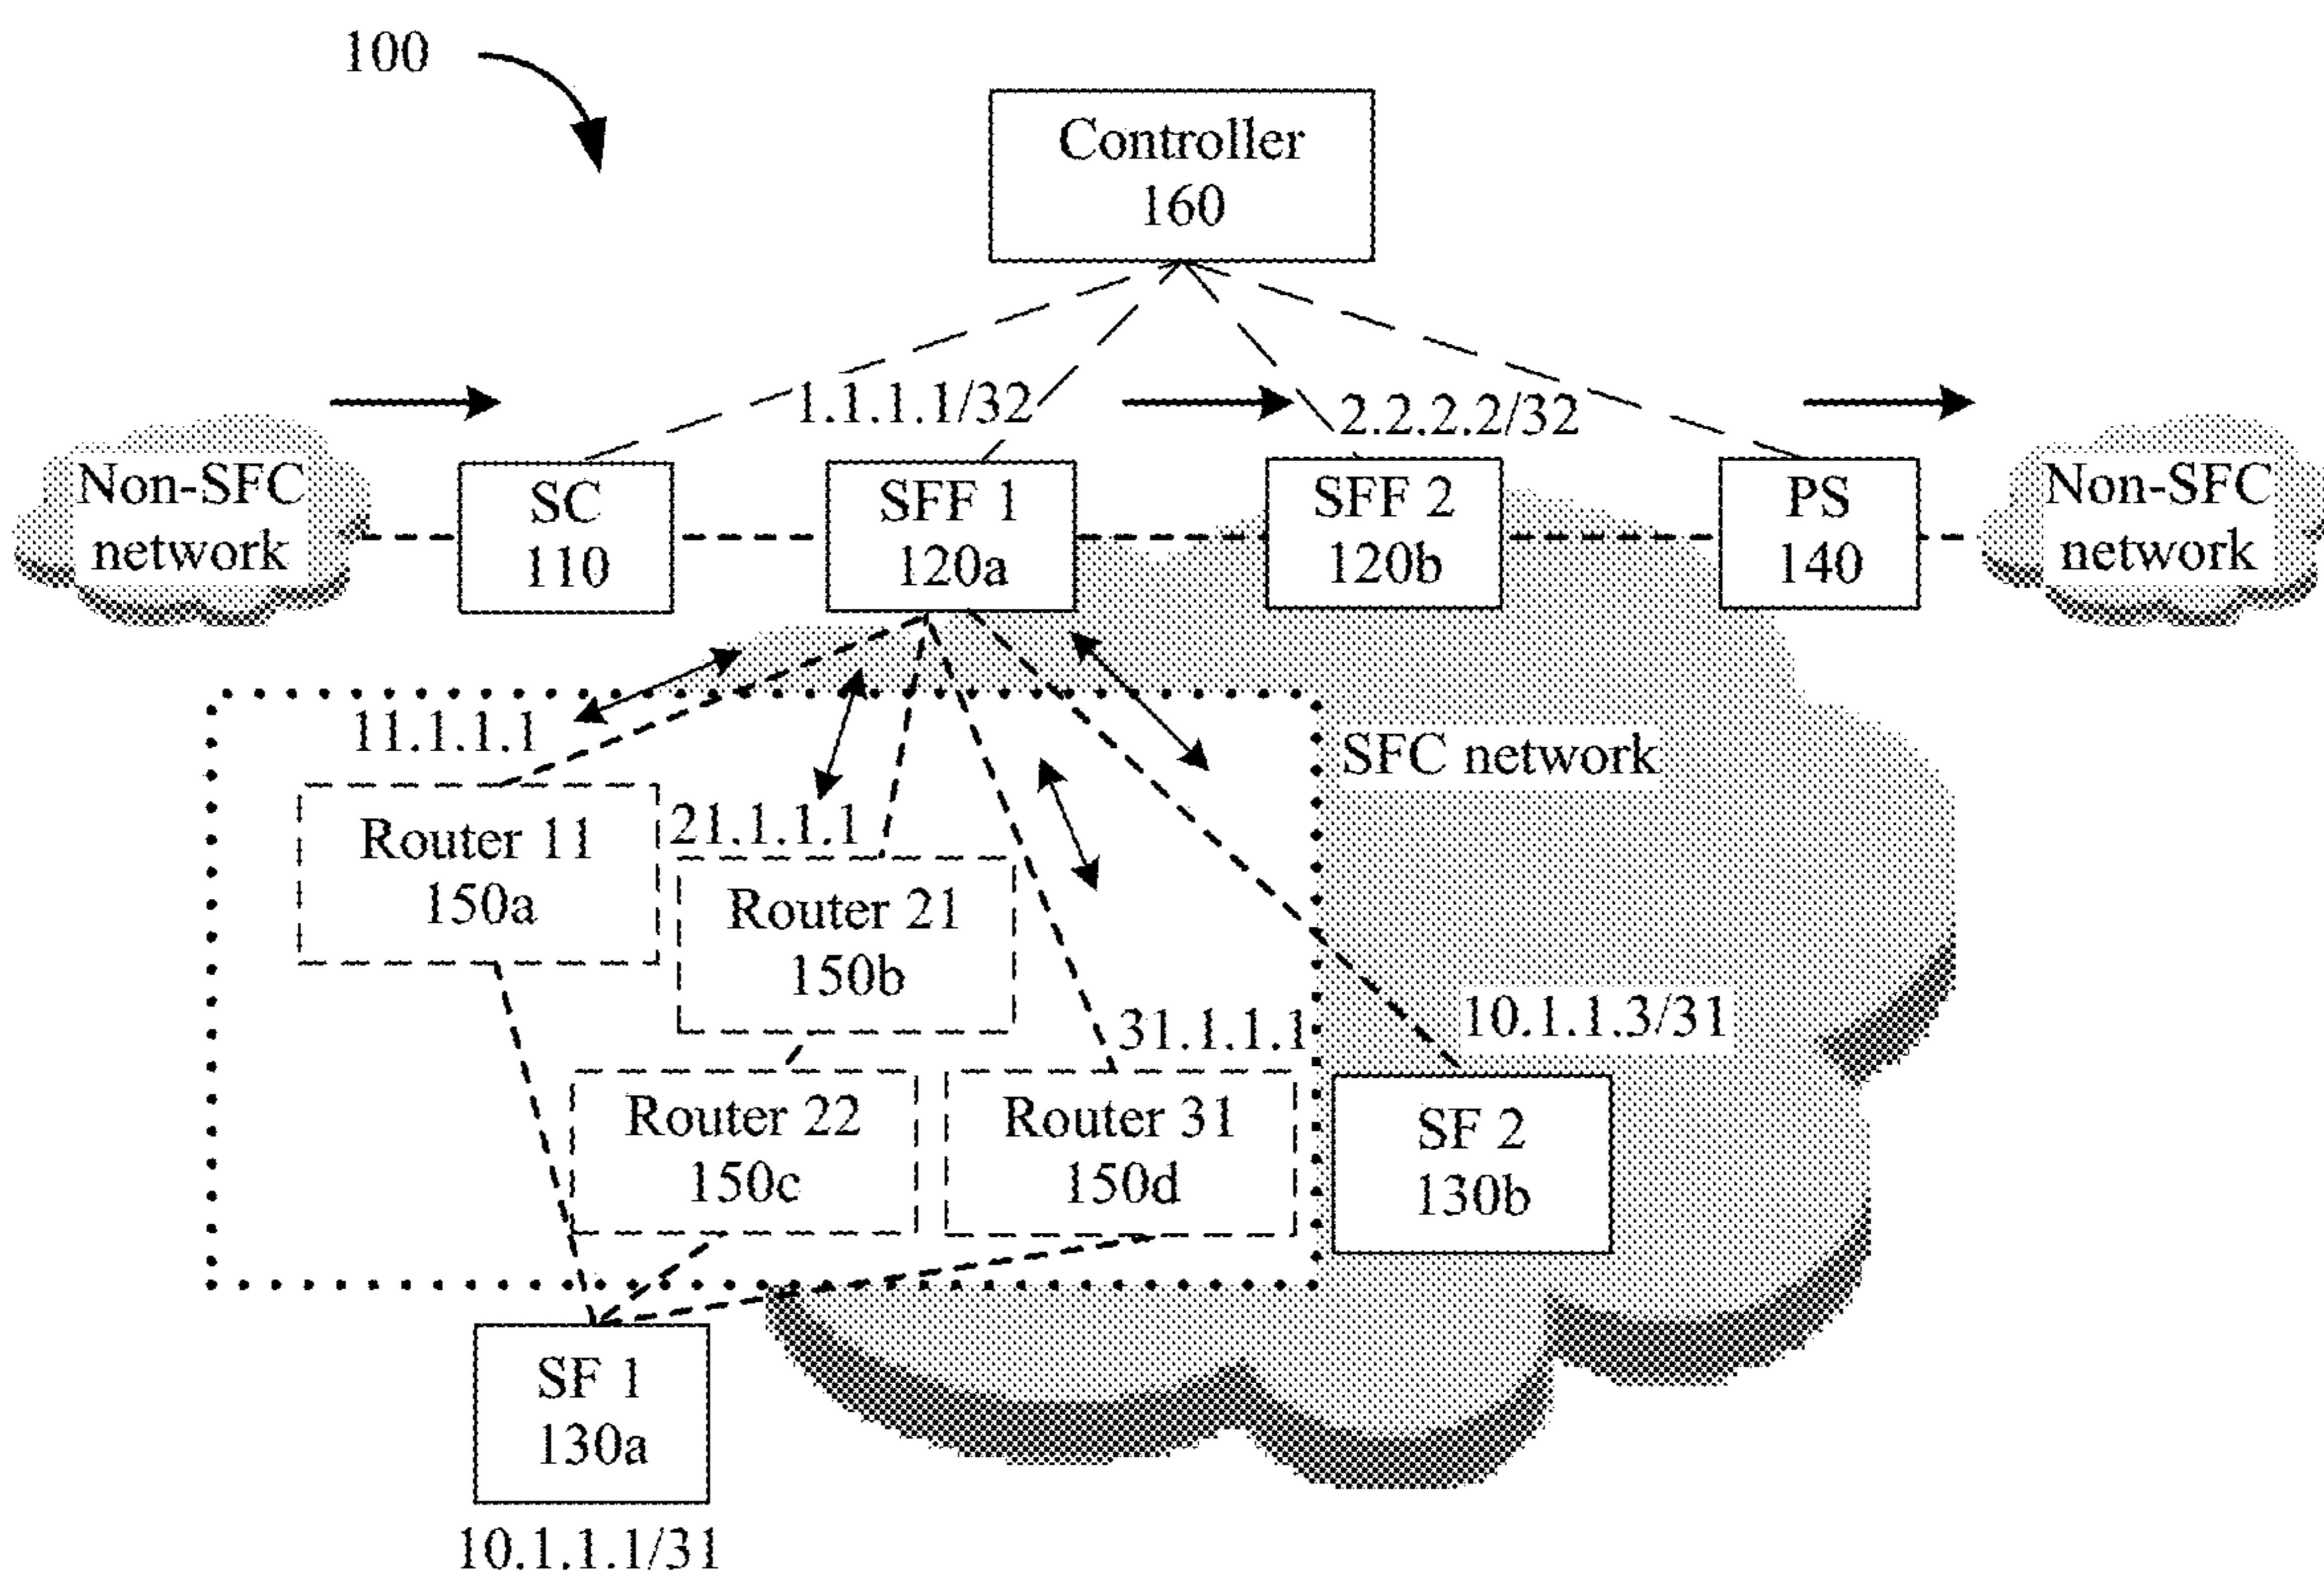 100
Controller
160
1.1.1.1/32
2.2.2.2/32
Non-SFC
network
SC
110
SFF 1
120a
SFF 2
120b
PS
140
Non-SFC
network
11.1.1.1
SFC network
Router 11
150a
21.1.1.1
Router 21
150b
31.1.1.1
10.1.1.3/31
Router 22
150c
Router 31
150d
SF 2
130b
SF 1
130a
10.1.1.1/31